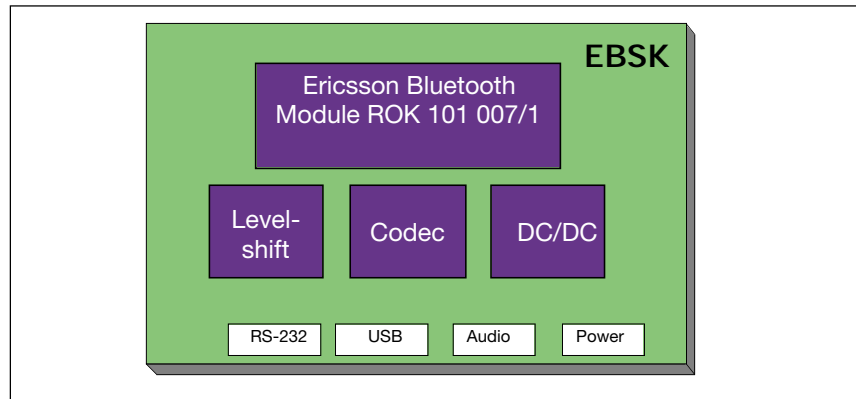 EBSK
Ericsson Bluetooth
Module ROK 101 007/1
Level-
shift
Codec
DC/DC
RS-232
USB
Audio
Power